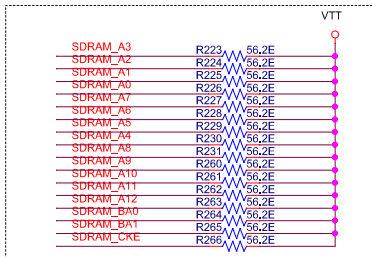 VTT
SDRAM_A3 R223 56.2E
SDRAM_A2 R224 56.2E
SDRAM_A1 R225 56.2E
SDRAM_A0 R226 56.2E
SDRAM_A7 R227 56.2E
SDRAM_A6 R228 56.2E
SDRAM_A5 R229 56.2E
SDRAM_A4 R230 56.2E
SDRAM_A8 R231 56.2E
SDRAM_A9 R260 56.2E
SDRAM_A10 R261 56.2E
SDRAM_A11 R262 56.2E
SDRAM_A12 R263 56.2E
SDRAM_BA0 R264 56.2E
SDRAM_BA1 R265 56.2E
SDRAM_CKE R266 56.2E